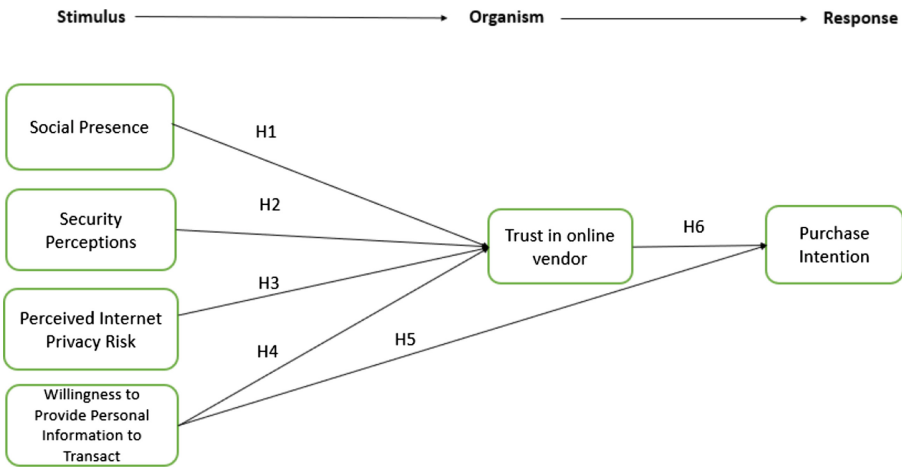 Stimulus
Organism
Response
Social Presence
H1
Security
Perceptions
H2
Trust in online
vendor
H6
Purchase
Intention
Perceived Internet
Privacy Risk
H3
H4
H5
Willingness to
Provide Personal
Information to
Transact